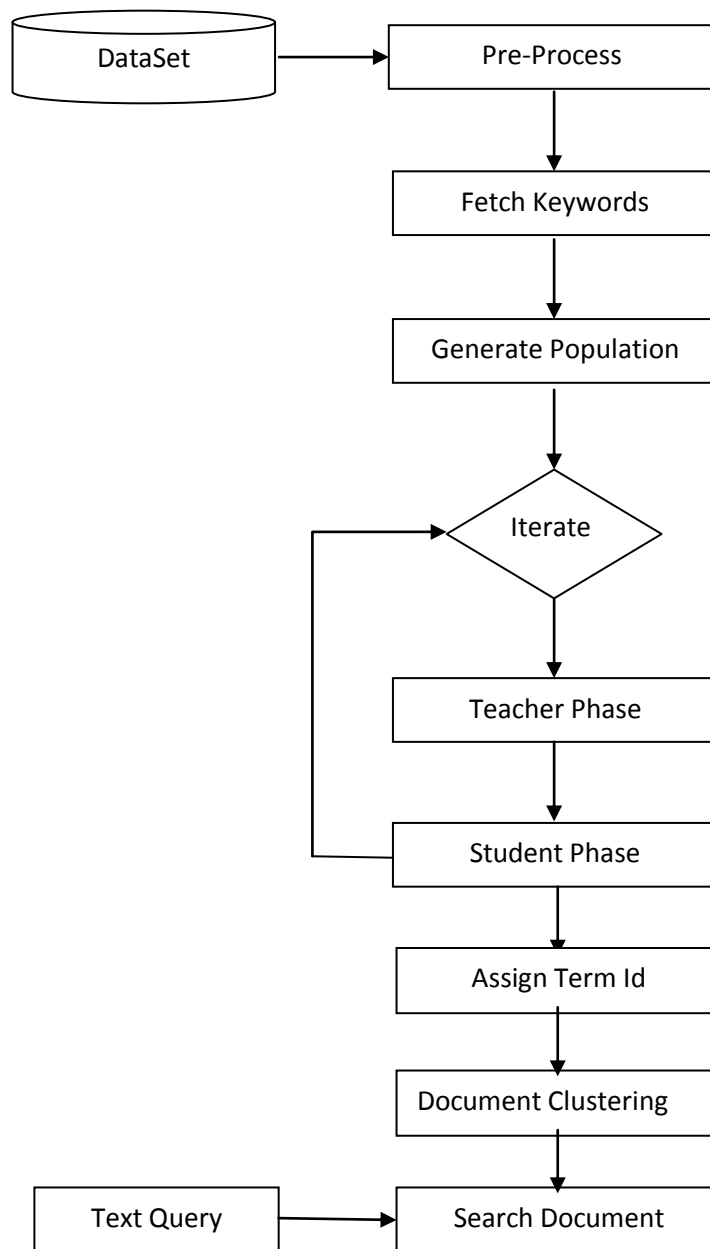 DataSet
Pre-Process
Fetch Keywords
Generate Population
Iterate
Teacher Phase
Student Phase
Assign Term Id
Document Clustering
Text Query
Search Document